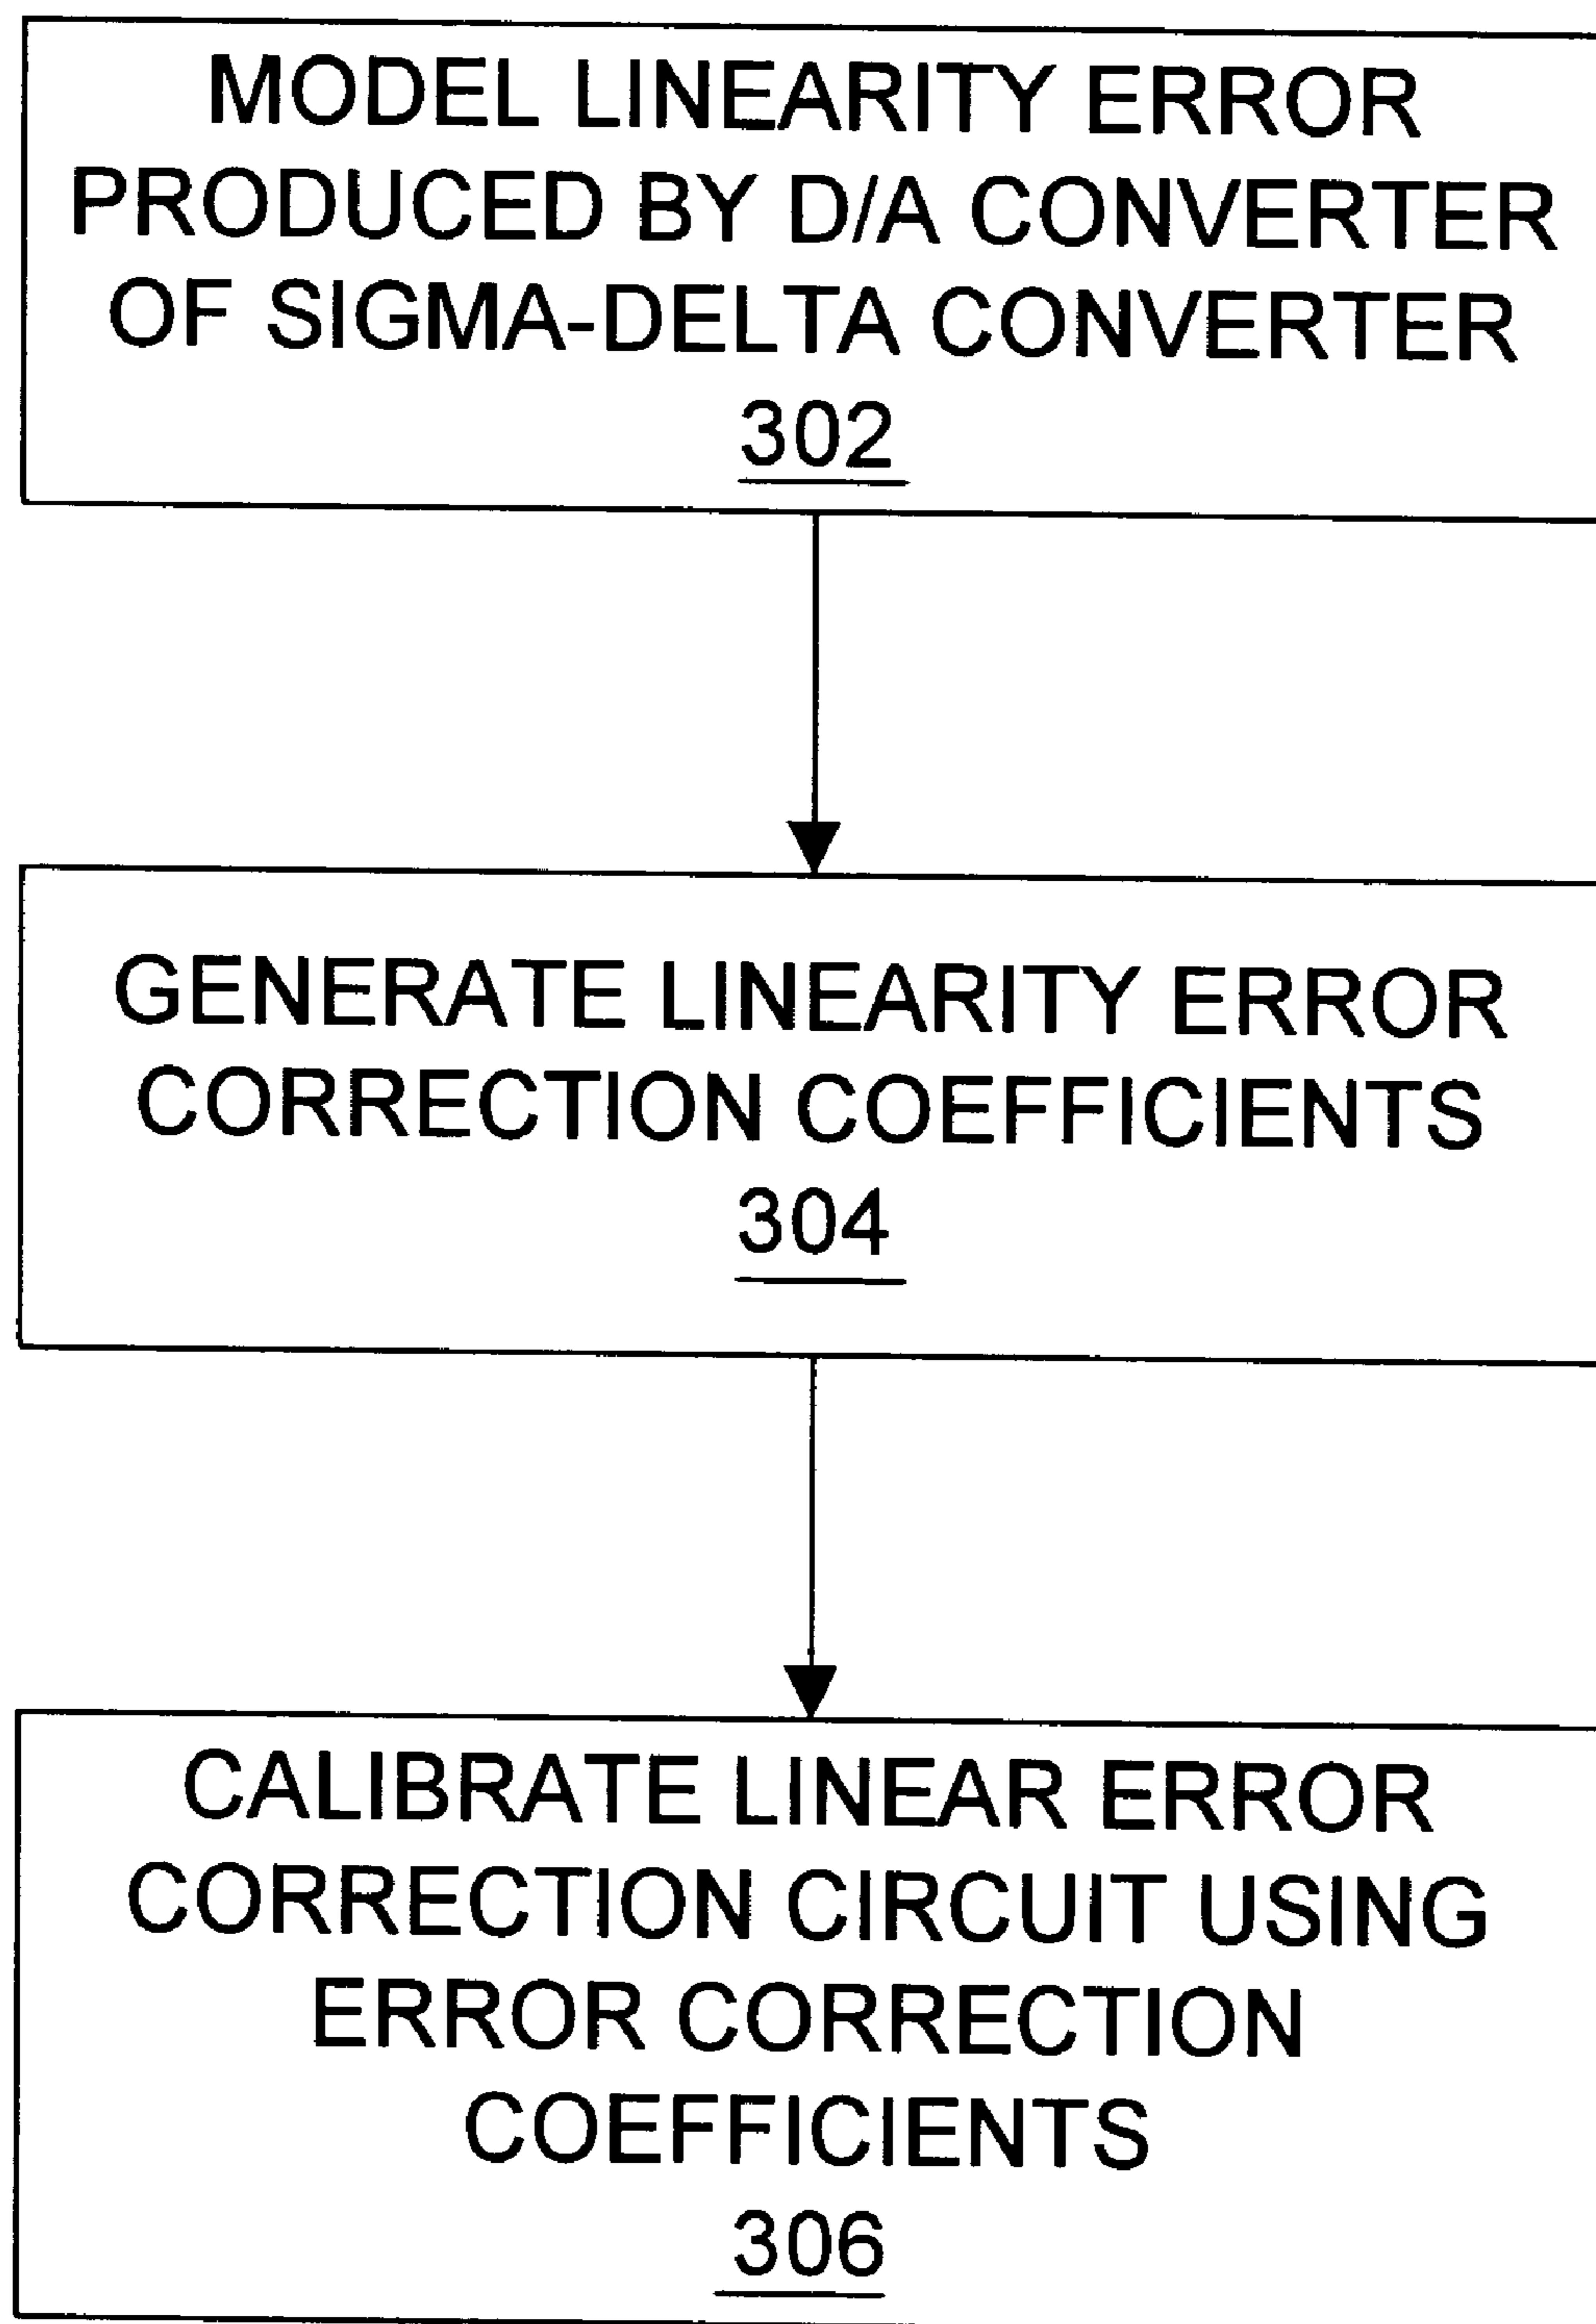 MODEL LINEARITY ERROR
PRODUCED BY D/A CONVERTER
OF SIGMA-DELTA CONVERTER
302
GENERATE LINEARITY ERROR
CORRECTION COEFFICIENTS
304
CALIBRATE LINEAR ERROR
CORRECTION CIRCUIT USING
ERROR CORRECTION
COEFFICIENTS
306